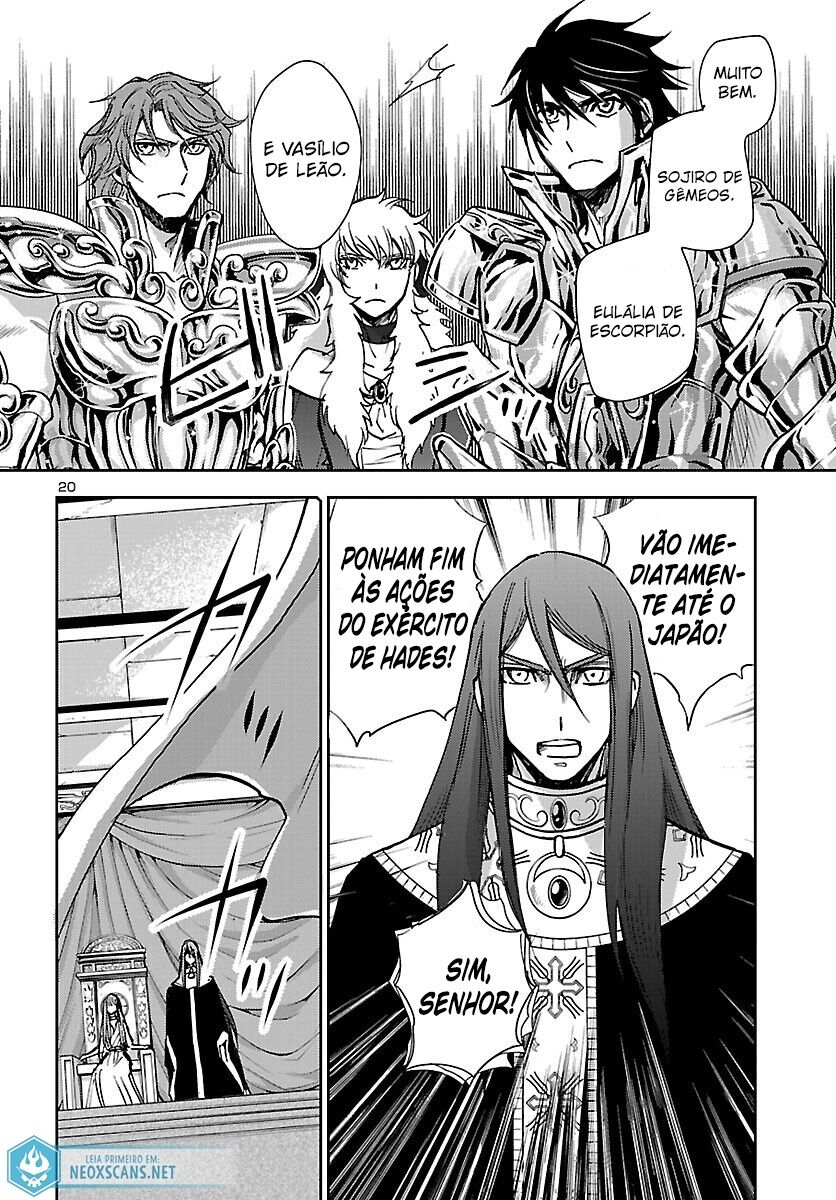 MUITO
BEM.
SOJIRO DE
GÊMEOS.
EULÁLIA DE
ESCORPIÃO.
E VASÍLIO
DE LEÃO.
20
VÃO IME-
DIATAMEN-
TE ATÉ O
JAPÃO!
PONHAM FIM
ÀS AÇÕES
DO EXÉRCITO
DE HADES!
SIM,
SENHOR!
LEIA PRIMEIRO EM:
NEOXSCANS.NET